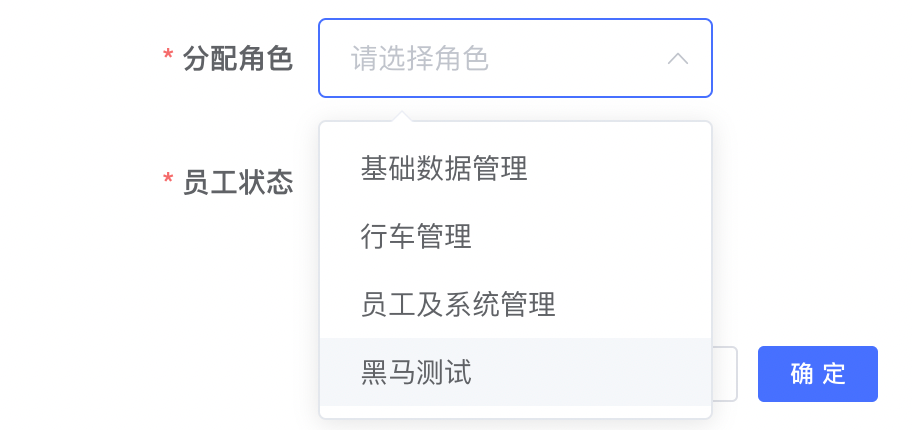 * 分配角色 请选择角色
基础数据管理
* 员工状态
行车管理
员工及系统管理
黑马测试
确 定